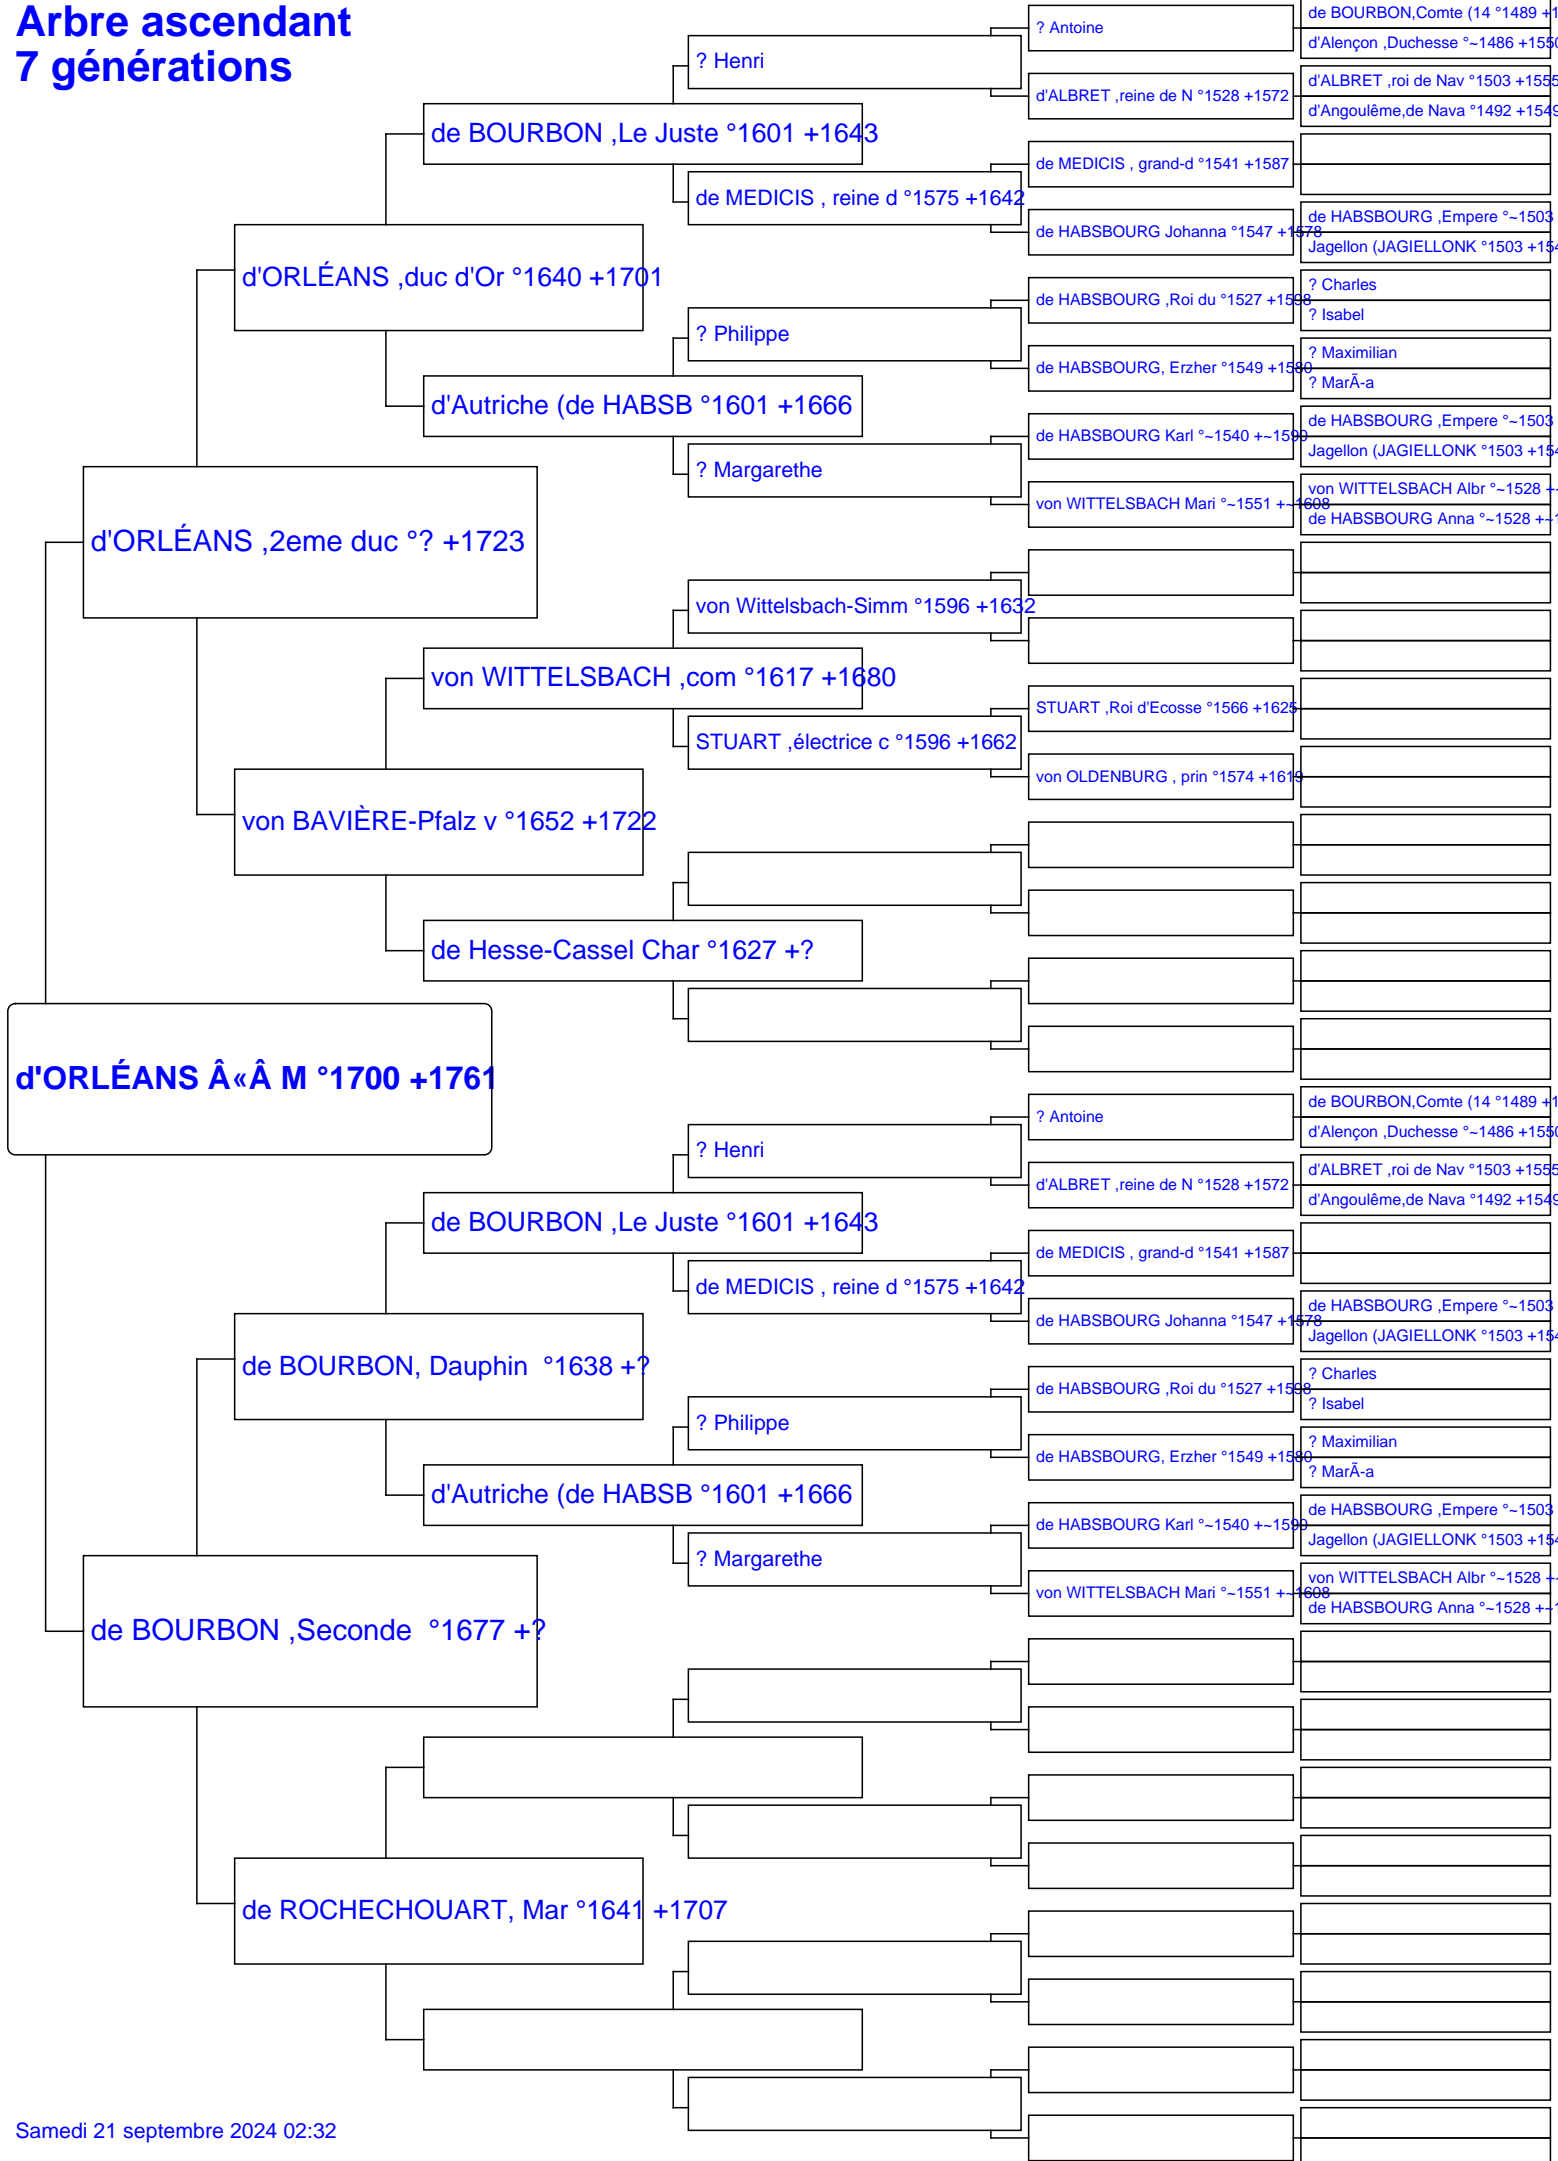 Arbre ascendant
7 générations
d'ORLÉANS Â«Â M °1700 +1761
d'ORLÉANS ,2eme duc °? +1723
de BOURBON ,Seconde  °1677 +?
d'ORLÉANS ,duc d'Or °1640 +1701
von BAVIÈRE-Pfalz v °1652 +1722
de BOURBON, Dauphin  °1638 +?
de ROCHECHOUART, Mar °1641 +1707
de BOURBON ,Le Juste °1601 +1643
d'Autriche (de HABSB °1601 +1666
von WITTELSBACH ,com °1617 +1680
de Hesse-Cassel Char °1627 +?
de BOURBON ,Le Juste °1601 +1643
d'Autriche (de HABSB °1601 +1666
? Henri
de MEDICIS , reine d °1575 +1642
? Philippe
? Margarethe
von Wittelsbach-Simm °1596 +1632
STUART ,électrice c °1596 +1662
? Henri
de MEDICIS , reine d °1575 +1642
? Philippe
? Margarethe
? Antoine
d'ALBRET ,reine de N °1528 +1572
de MEDICIS , grand-d °1541 +1587
de HABSBOURG Johanna °1547 +1578
de HABSBOURG ,Roi du °1527 +1598
de HABSBOURG, Erzher °1549 +1580
de HABSBOURG Karl °~1540 +~1590
von WITTELSBACH Mari °~1551 +~1608
STUART ,Roi d'Ecosse °1566 +1625
von OLDENBURG , prin °1574 +1619
? Antoine
d'ALBRET ,reine de N °1528 +1572
de MEDICIS , grand-d °1541 +1587
de HABSBOURG Johanna °1547 +1578
de HABSBOURG ,Roi du °1527 +1598
de HABSBOURG, Erzher °1549 +1580
de HABSBOURG Karl °~1540 +~1590
von WITTELSBACH Mari °~1551 +~1608
de BOURBON,Comte (14 °1489 +1
d'Alençon ,Duchesse °~1486 +1550
d'ALBRET ,roi de Nav °1503 +1555
d'Angoulême,de Nava °1492 +1549
de HABSBOURG ,Empere °~1503
Jagellon (JAGIELLONK °1503 +154
? Charles
? Isabel
? Maximilian
? MarÃ-a
de HABSBOURG ,Empere °~1503
Jagellon (JAGIELLONK °1503 +154
von WITTELSBACH Albr °~1528 +~
de HABSBOURG Anna °~1528 +~1
de BOURBON,Comte (14 °1489 +1
d'Alençon ,Duchesse °~1486 +1550
d'ALBRET ,roi de Nav °1503 +1555
d'Angoulême,de Nava °1492 +1549
de HABSBOURG ,Empere °~1503
Jagellon (JAGIELLONK °1503 +154
? Charles
? Isabel
? Maximilian
? MarÃ-a
de HABSBOURG ,Empere °~1503
Jagellon (JAGIELLONK °1503 +154
von WITTELSBACH Albr °~1528 +~
de HABSBOURG Anna °~1528 +~1
Samedi 21 septembre 2024 02:32